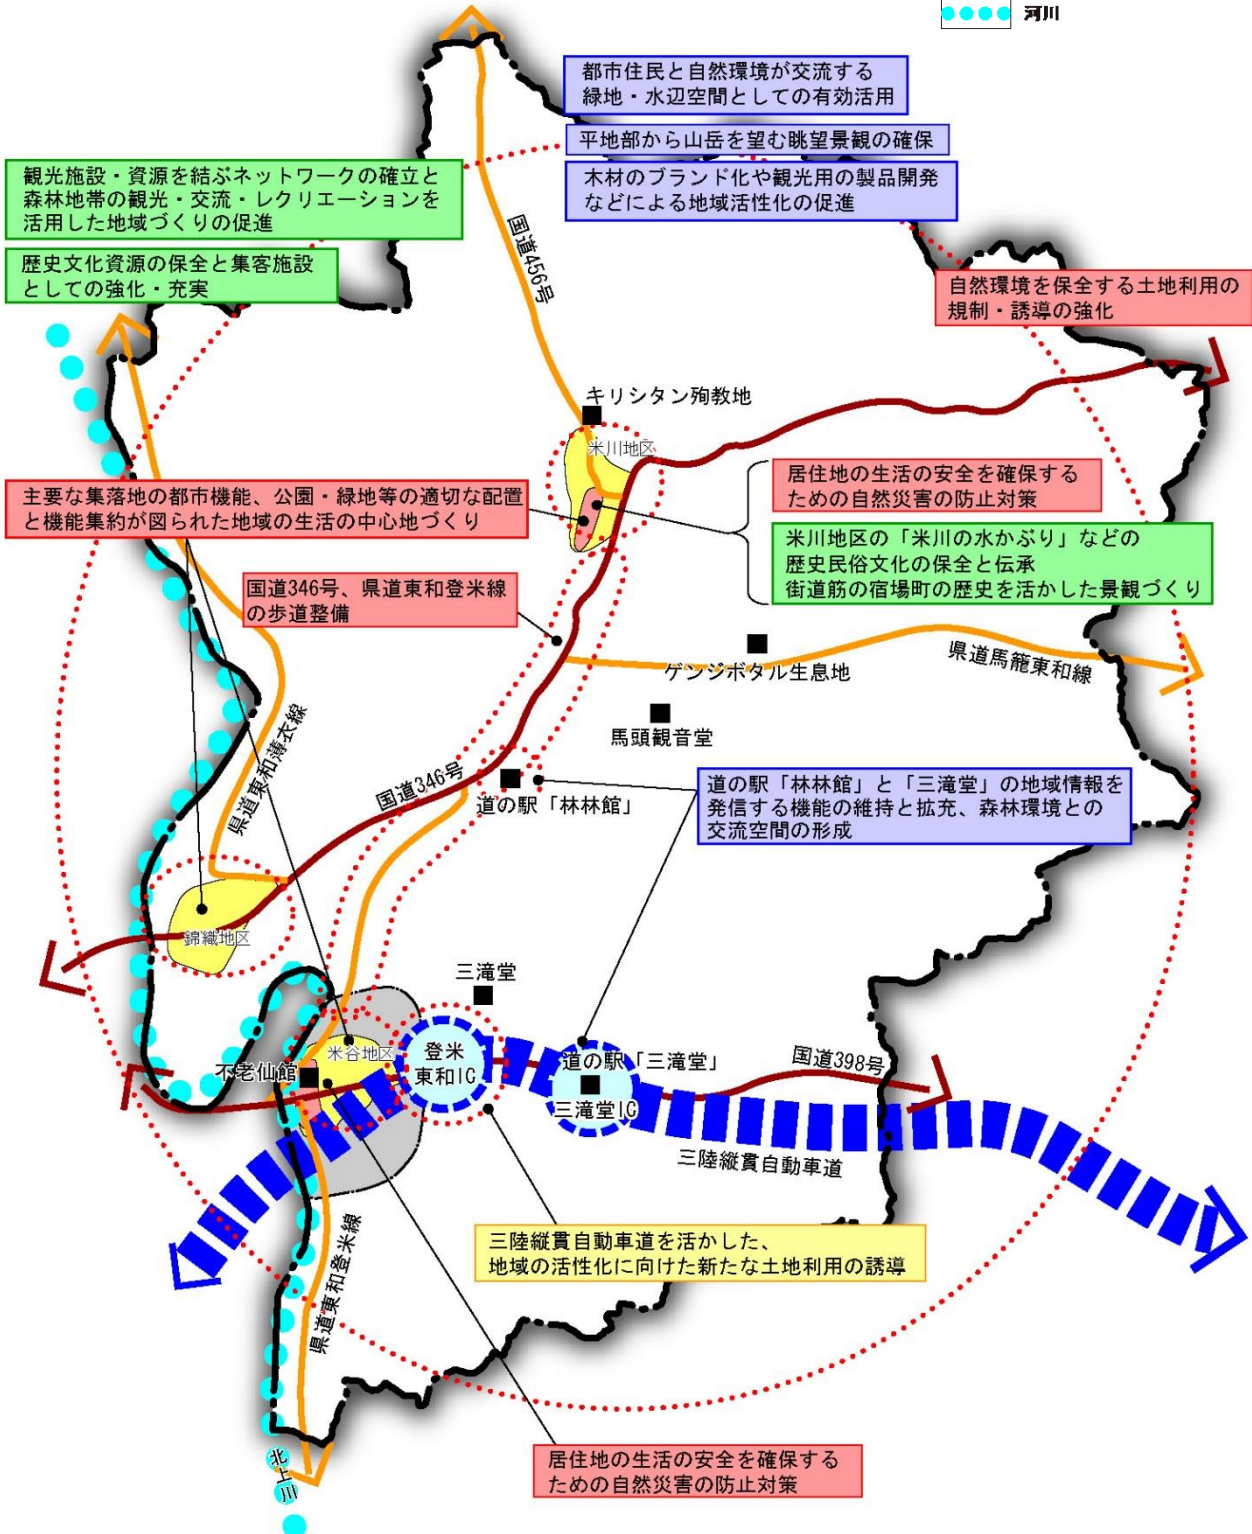 河川
都市住民と自然環境が交流する
緑地・水辺空間としての有効活用
平地部から山岳を望む眺望景観の確保
木材のブランド化や観光用の製品開発
などによる地域活性化の促進
観光施設・資源を結ぶネットワークの確立と
森林地帯の観光・交流・レクリエーションを
活用した地域づくりの促進
歴史文化資源の保全と集客施設
としての強化・充実
国道456号
自然環境を保全する土地利用の
規制・誘導の強化
キリシタン殉教地
米川地区
主要な集落地の都市機能、公園・緑地等の適切な配置
と機能集約が図られた地域の生活の中心地づくり
居住地の生活の安全を確保する
ための自然災害の防止対策
米川地区の「米川の水かぶり」などの
歴史民俗文化の保全と伝承
街道筋の宿場町の歴史を活かした景観づくり
国道346号、県道東和登米線
の歩道整備
ゲンジボタル生息地
県道馬籠東和線
馬頭観音堂
県道東和薄衣線
国道346号
道の駅「林林館」
道の駅「林林館」と「三滝堂」の地域情報を
発信する機能の維持と拡充、森林環境との
交流空間の形成
錦織地区
三滝堂
米谷地区
不老仙館
登米
東和IC
道の駅「三滝堂」
三滝堂IC
国道398号
三陸縦貫自動車道
三陸縦貫自動車道を活かした、
地域の活性化に向けた新たな土地利用の誘導
県道東和登米線
居住地の生活の安全を確保する
ための自然災害の防止対策
北上川